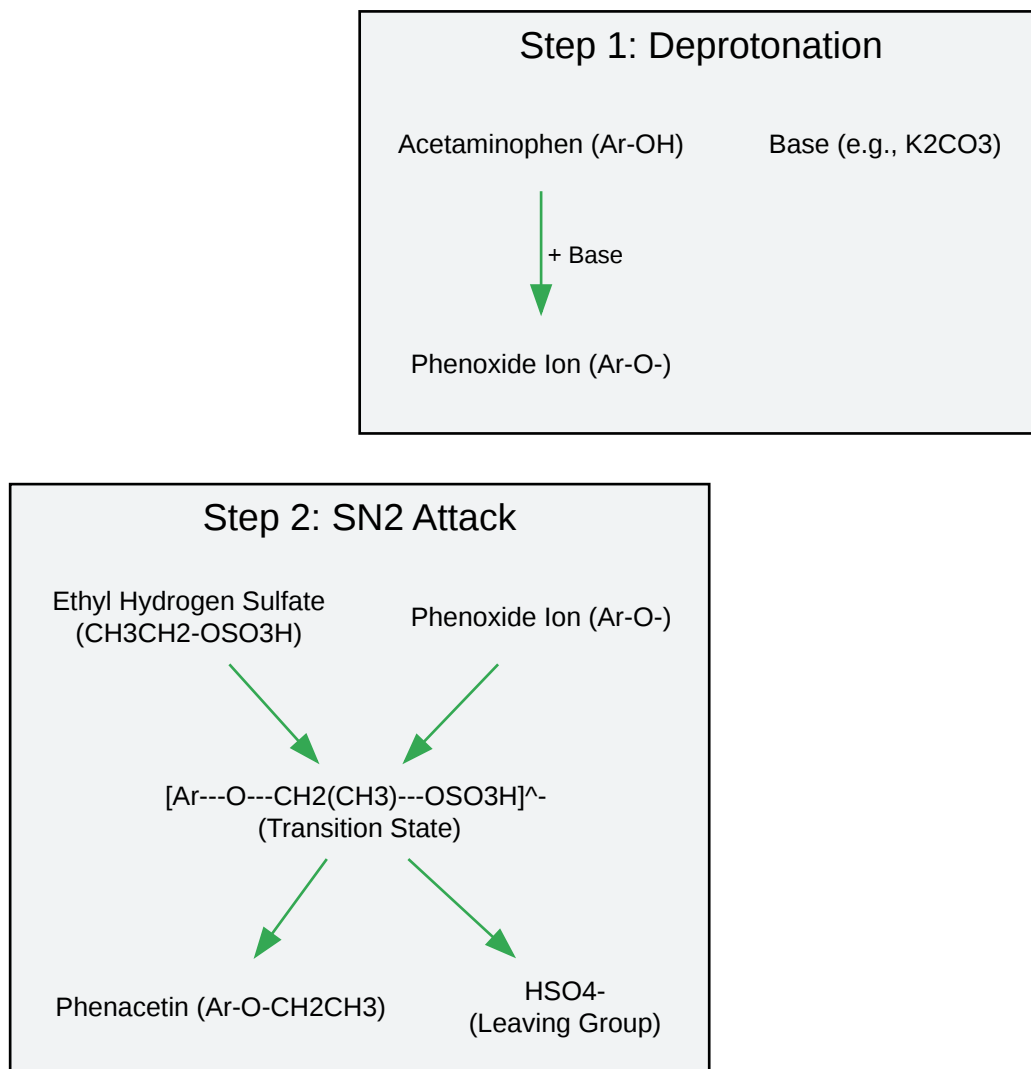 Step 1: Deprotonation
Acetaminophen (Ar-OH)
Base (e.g., K2CO3)
+ Base
Phenoxide Ion (Ar-O-)
Step 2: SN2 Attack
Ethyl Hydrogen Sulfate
(CH3CH2-OSO3H)
Phenoxide Ion (Ar-O-)
[Ar---O---CH2(CH3)---OSO3H]^-
(Transition State)
Phenacetin (Ar-O-CH2CH3)
HSO4-
(Leaving Group)